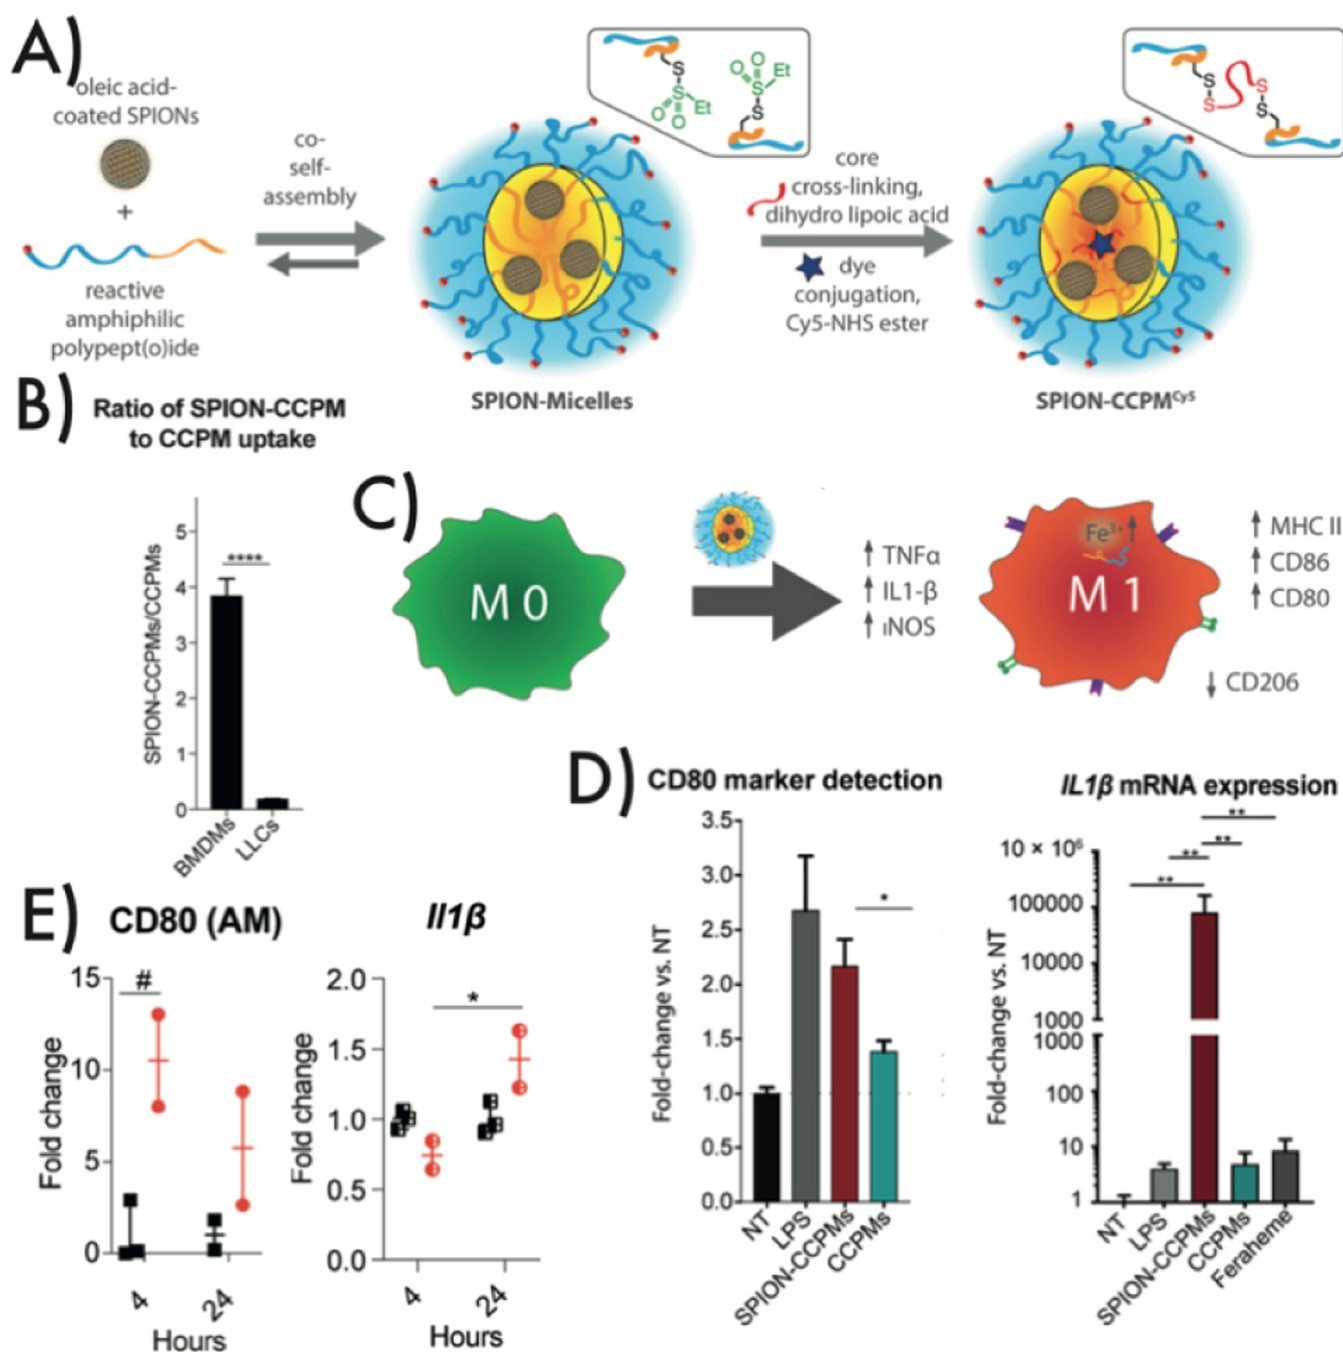 A)
oleic acid-
coated SPIONs
+
reactive
amphiphilic
polypept(o)ide
co-
self-
assembly
S
O
S
Et
O
O
O
Et
S
S
SPION-Micelles
core
cross-linking,
dihydro lipoic acid
dye
conjugation,
Cy5-NHS ester
S
S
S
S
SPION-CCPMCy5
B)
Ratio of SPION-CCPM
to CCPM uptake
SPION-CCPMs/CCPMs
5
4
3
2
1
0
****
BMDMs
LLCs
C)
M 0
TNFα
IL1-β
iNOS
Fe3+
M 1
MHC II
CD86
CD80
CD206
D)
CD80 marker detection
Fold-change vs. NT
3.5
3.0
2.5
2.0
1.5
1.0
0.5
0.0
*
NT
LPS
SPION-CCPMs
CCPMs
IL1β mRNA expression
Fold-change vs. NT
10 × 10⁶
100000
10000
1000
1000
100
10
1
**
**
**
**
NT
LPS
SPION-CCPMs
CCPMs
Feraheme
E)
CD80 (AM)
Fold change
15
10
5
0
#
4
24
Hours
Il1β
Fold change
2.0
1.5
1.0
0.5
0.0
*
4
24
Hours